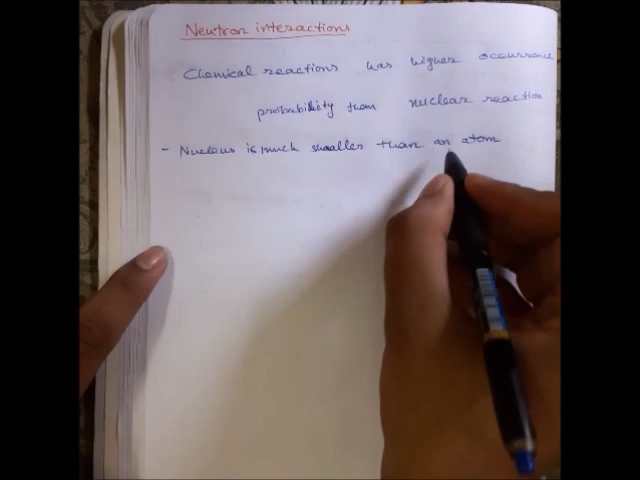 Neutron interactions
Chemical reactions has higher occurrence
probability than nuclear reaction
- Nucleus is much smaller than an atom